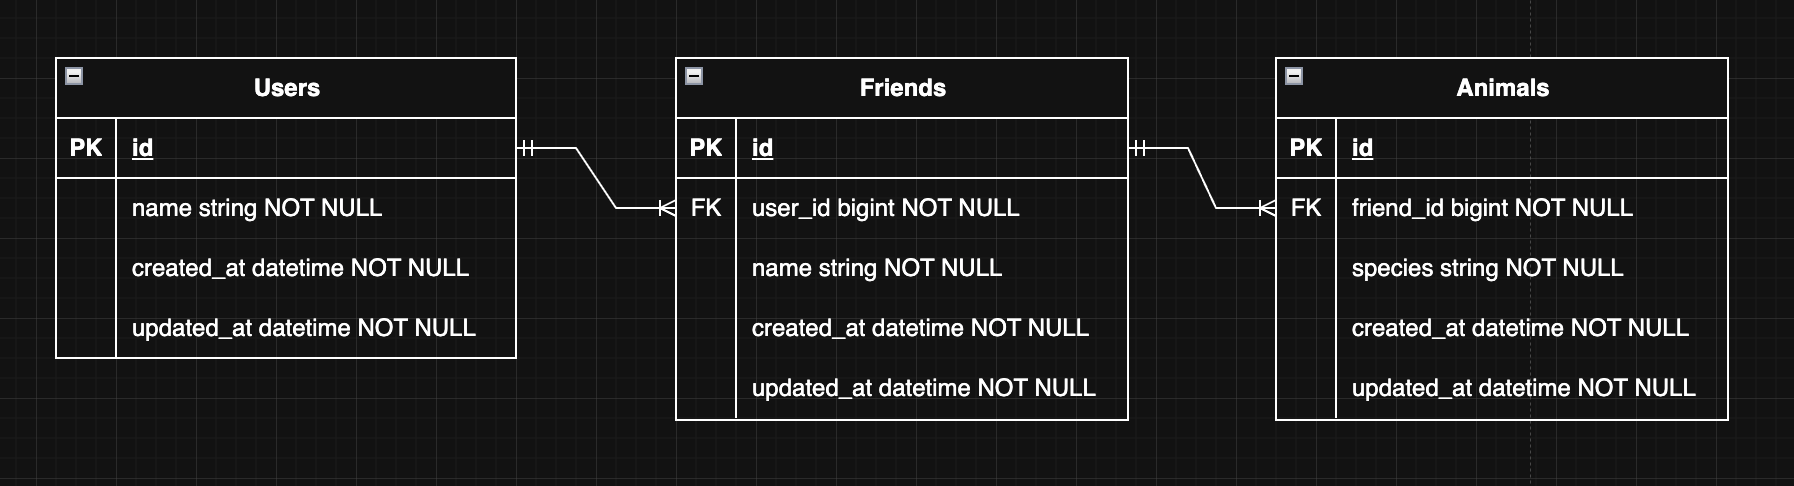 Users
PK id
name string NOT NULL
created_at datetime NOT NULL
updated_at datetime NOT NULL
Friends
PK id
FK user_id bigint NOT NULL
name string NOT NULL
created_at datetime NOT NULL
updated_at datetime NOT NULL
Animals
PK id
FK friend_id bigint NOT NULL
species string NOT NULL
created_at datetime NOT NULL
updated_at datetime NOT NULL